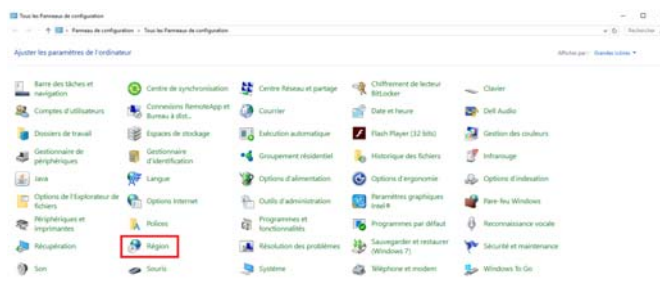 Tous les Panneaux de configuration
Panneau de configuration > Tous les Panneaux de configuration
Rechercher
Ajuster les paramètres de l'ordinateur
Afficher par : Grandes icônes
Barre des tâches et navigation
Centre de synchronisation
Centre Réseau et partage
Chiffrement de lecteur BitLocker
Clavier
Comptes d'utilisateurs
Connexions RemoteApp et Bureau à dist...
Courrier
Date et heure
Dell Audio
Dossiers de travail
Espaces de stockage
Exécution automatique
Flash Player (32 bits)
Gestion des couleurs
Gestionnaire de périphériques
Gestionnaire d'identification
Groupement résidentiel
Historique des fichiers
Infrarouge
Java
Langue
Options d'alimentation
Options d'ergonomie
Options d'indexation
Options de l'Explorateur de fichiers
Options Internet
Outils d'administration
Paramètres graphiques Intel®
Pare-feu Windows
Périphériques et imprimantes
Polices
Programmes et fonctionnalités
Programmes par défaut
Reconnaissance vocale
Récupération
Région
Résolution des problèmes
Sauvegarder et restaurer (Windows 7)
Sécurité et maintenance
Son
Souris
Système
Téléphone et modem
Windows To Go